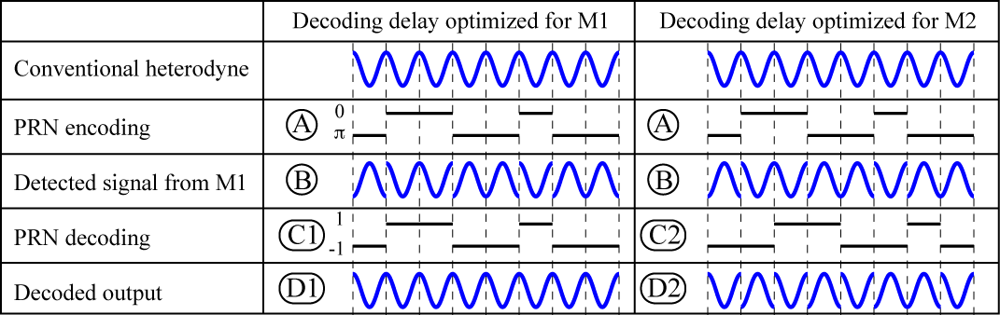 Decoding delay optimized for M1 Decoding delay optimized for M2
Conventional heterodyne
PRN encoding A 0 π A
Detected signal from M1 B B
PRN decoding C1 1 -1 C2
Decoded output D1 D2